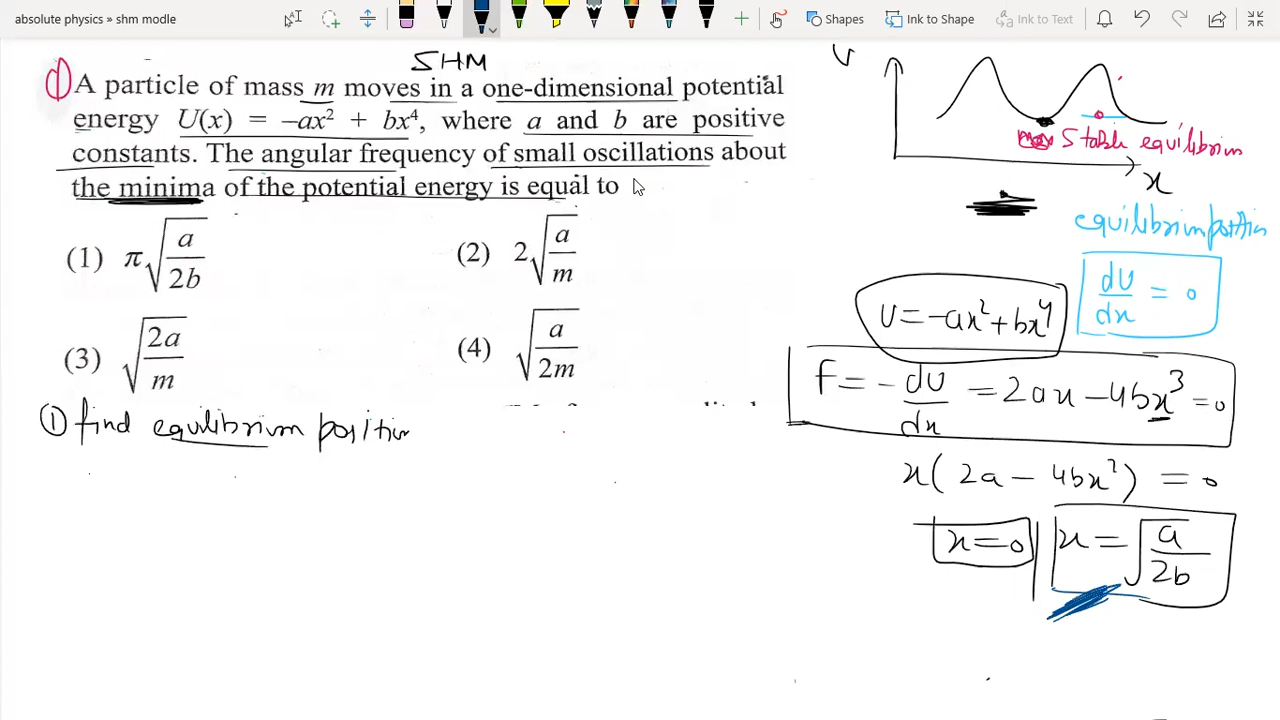 absolute physics » shm modle
Shapes
Ink to Shape
Ink to Text
SHM
A particle of mass m moves in a one-dimensional potential
energy U(x) = –ax² + bx⁴, where a and b are positive
constants. The angular frequency of small oscillations about
the minima of the potential energy is equal to
(1) π√(a/2b)
(2) 2√(a/m)
(3) √(2a/m)
(4) √(a/2m)
① find equilibrium position
U
stable equilibrium
x
equilibrium position
dU/dx = 0
U = -ax² + bx⁴
F = - dU/dx = 2ax - 4bx³ = 0
x(2a - 4bx²) = 0
x = 0 | x = √(a/2b)